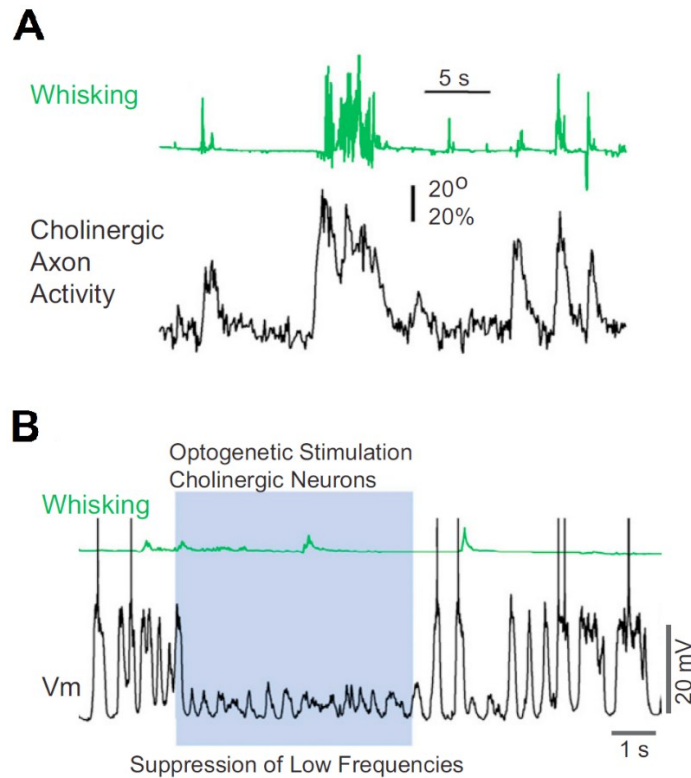 A
Whisking
5 s
20°
20%
Cholinergic
Axon
Activity
B
Optogenetic Stimulation
Cholinergic Neurons
Whisking
Vm
20 mV
1 s
Suppression of Low Frequencies